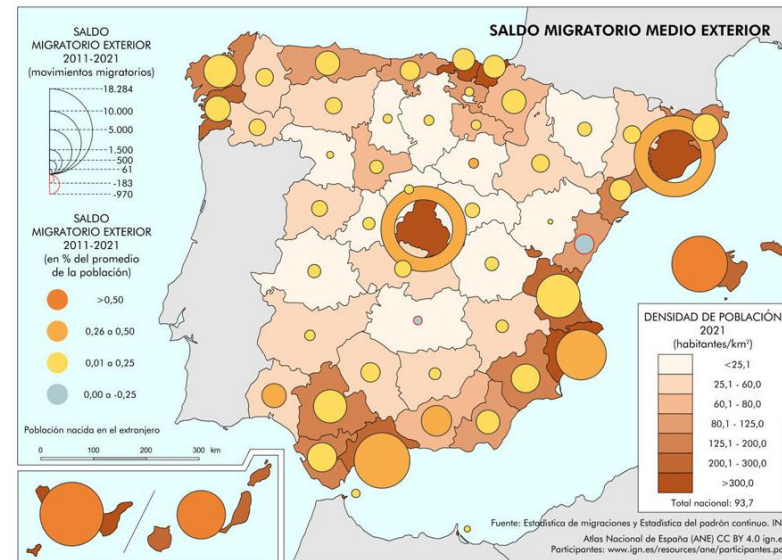 SALDO MIGRATORIO MEDIO EXTERIOR
SALDO
MIGRATORIO EXTERIOR
2011-2021
(movimientos migratorios)
18.284
10.000
5.000
1.500
500
61
-183
-970
SALDO
MIGRATORIO EXTERIOR
2011-2021
(en % del promedio
de la población)
>0,50
0,26 a 0,50
0,01 a 0,25
0,00 a -0,25
Población nacida en el extranjero
0 100 200 300 km
DENSIDAD DE POBLACIÓN
2021
(habitantes/km²)
<25,1
25,1 - 60,0
60,1 - 80,0
80,1 - 125,0
125,1 - 200,0
200,1 - 300,0
>300,0
Total nacional: 93,7
Fuente: Estadística de migraciones y Estadística del padrón continuo. IN
Atlas Nacional de España (ANE) CC BY 4.0 ign.e
Participantes: www.ign.es/resources/ane/participantes.p